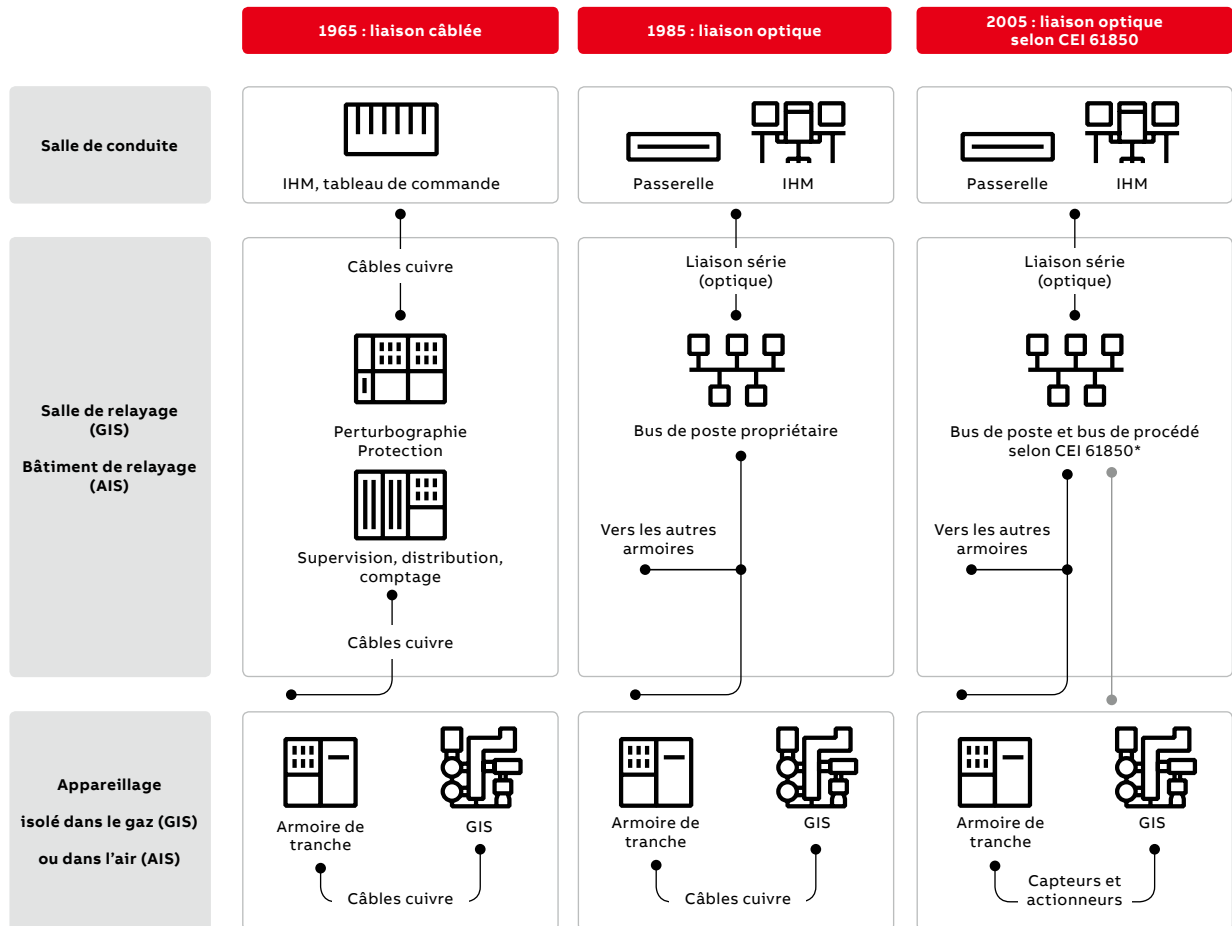 1965 : liaison câblée
1985 : liaison optique
2005 : liaison optique
selon CEI 61850
Salle de conduite
IHM, tableau de commande
Passerelle
IHM
Passerelle
IHM
Salle de relayage
(GIS)
Bâtiment de relayage
(AIS)
Câbles cuivre
Perturbographie
Protection
Supervision, distribution,
comptage
Câbles cuivre
Liaison série
(optique)
Bus de poste propriétaire
Vers les autres
armoires
Liaison série
(optique)
Bus de poste et bus de procédé
selon CEI 61850*
Vers les autres
armoires
Appareillage
isolé dans le gaz (GIS)
ou dans l’air (AIS)
Armoire de
tranche
GIS
Câbles cuivre
Armoire de
tranche
GIS
Câbles cuivre
Armoire de
tranche
GIS
Capteurs et
actionneurs